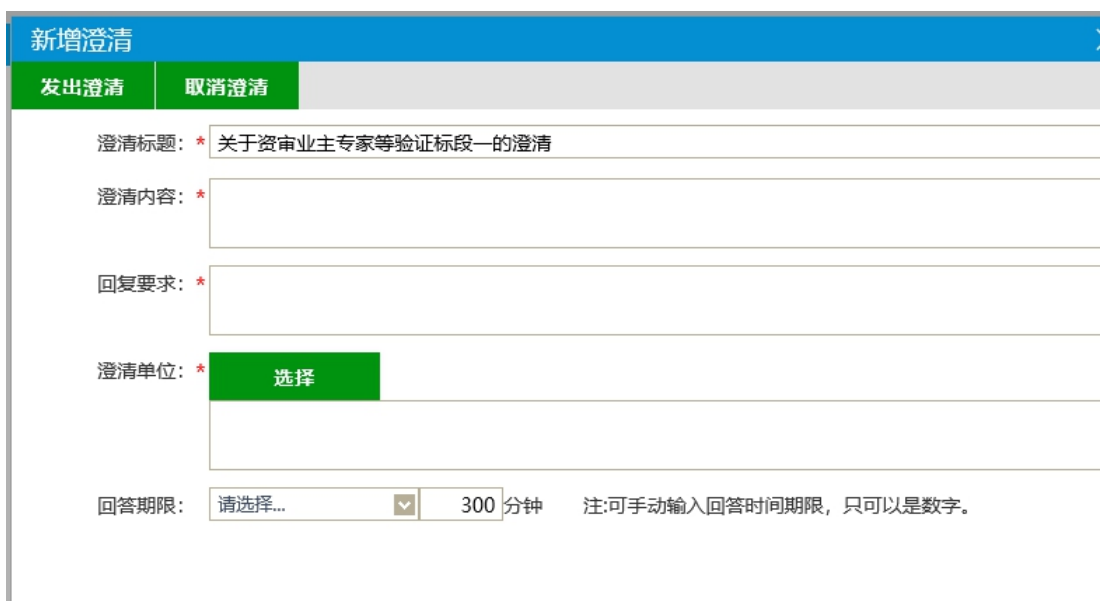 新增澄清
发出澄清 取消澄清
澄清标题：* 关于资审业主专家等验证标段一的澄清
澄清内容：*
回复要求：*
澄清单位：* 选择
回答期限： 请选择... 300 分钟 注:可手动输入回答时间期限，只可以是数字。